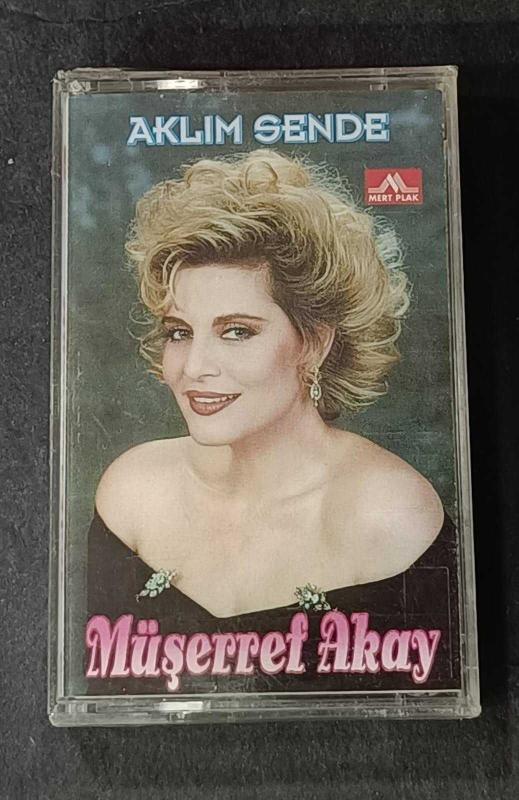 AKLIM SENDE
MERT PLAK
Müşerref Akay